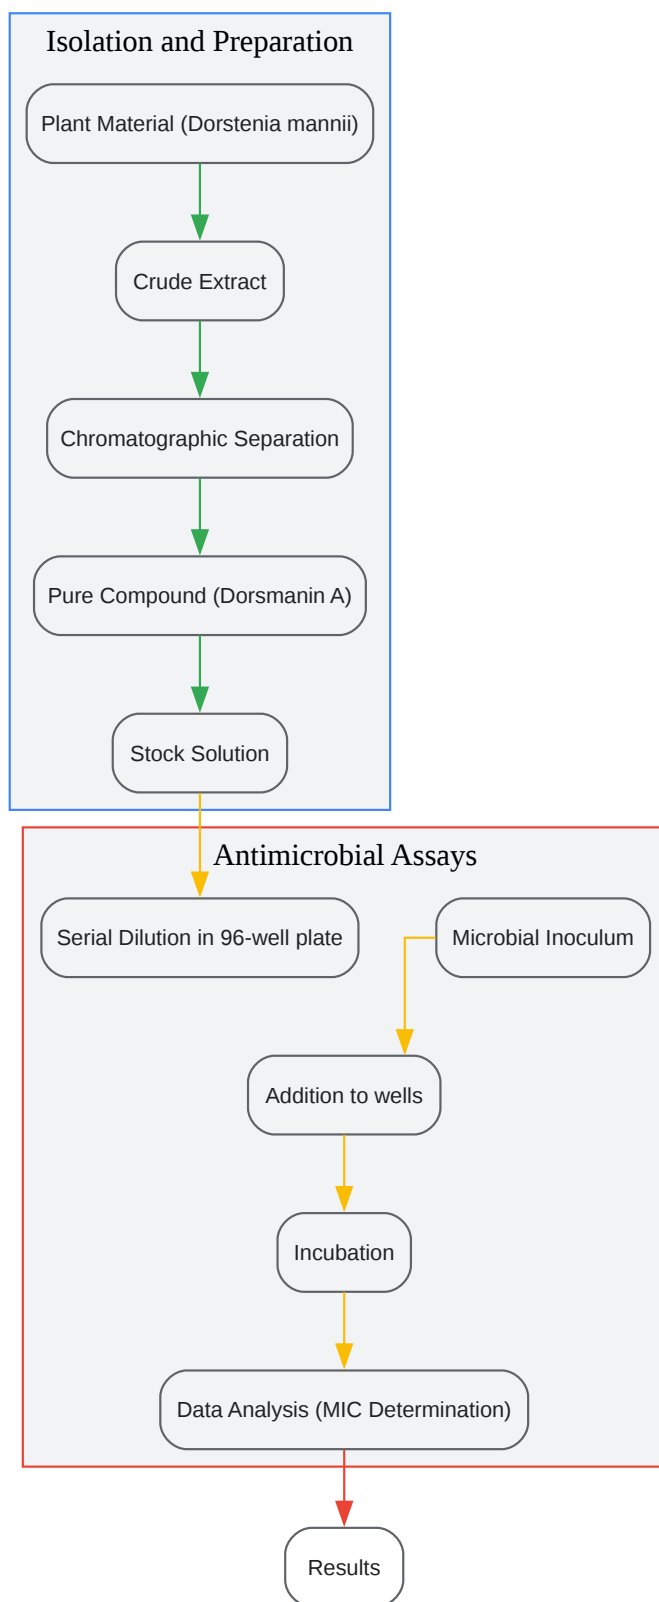 Isolation and Preparation
Plant Material (Dorstenia mannii)
Crude Extract
Chromatographic Separation
Pure Compound (Dorsmanin A)
Stock Solution
Antimicrobial Assays
Serial Dilution in 96-well plate
Microbial Inoculum
Addition to wells
Incubation
Data Analysis (MIC Determination)
Results